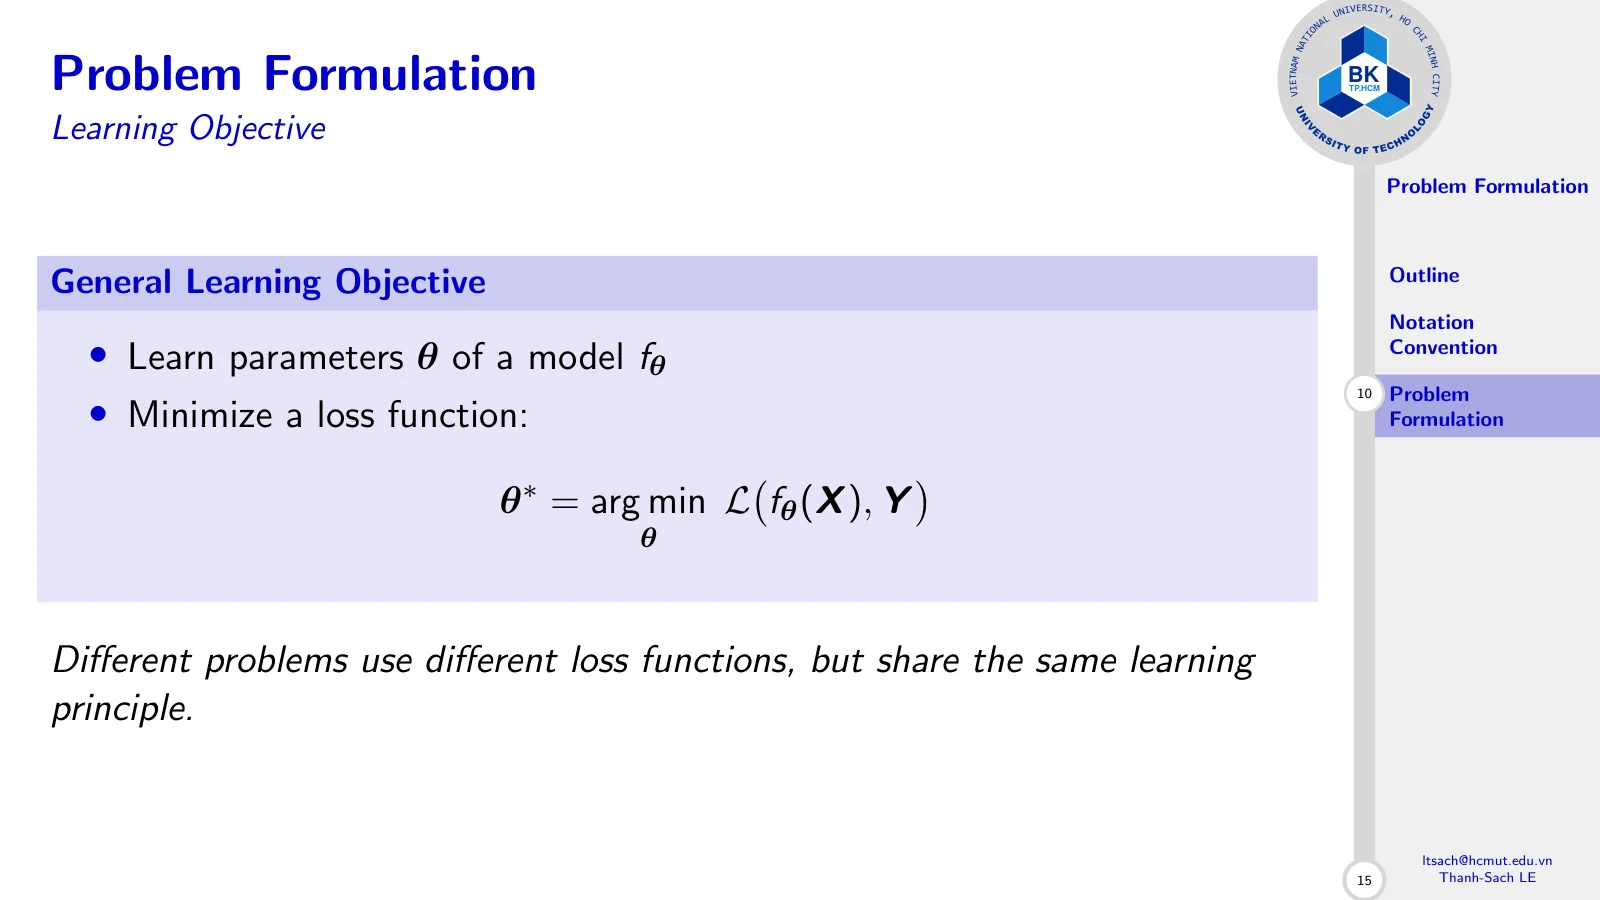 Problem Formulation
Learning Objective
General Learning Objective
• Learn parameters θ of a model f_θ
• Minimize a loss function:
θ* = arg min_θ ℒ(f_θ(X), Y)
Different problems use different loss functions, but share the same learning
principle.
VIETNAM NATIONAL UNIVERSITY, HO CHI MINH CITY
BK
TP.HCM
UNIVERSITY OF TECHNOLOGY
Problem Formulation
Outline
Notation
Convention
10
Problem
Formulation
15
ltsach@hcmut.edu.vn
Thanh-Sach LE